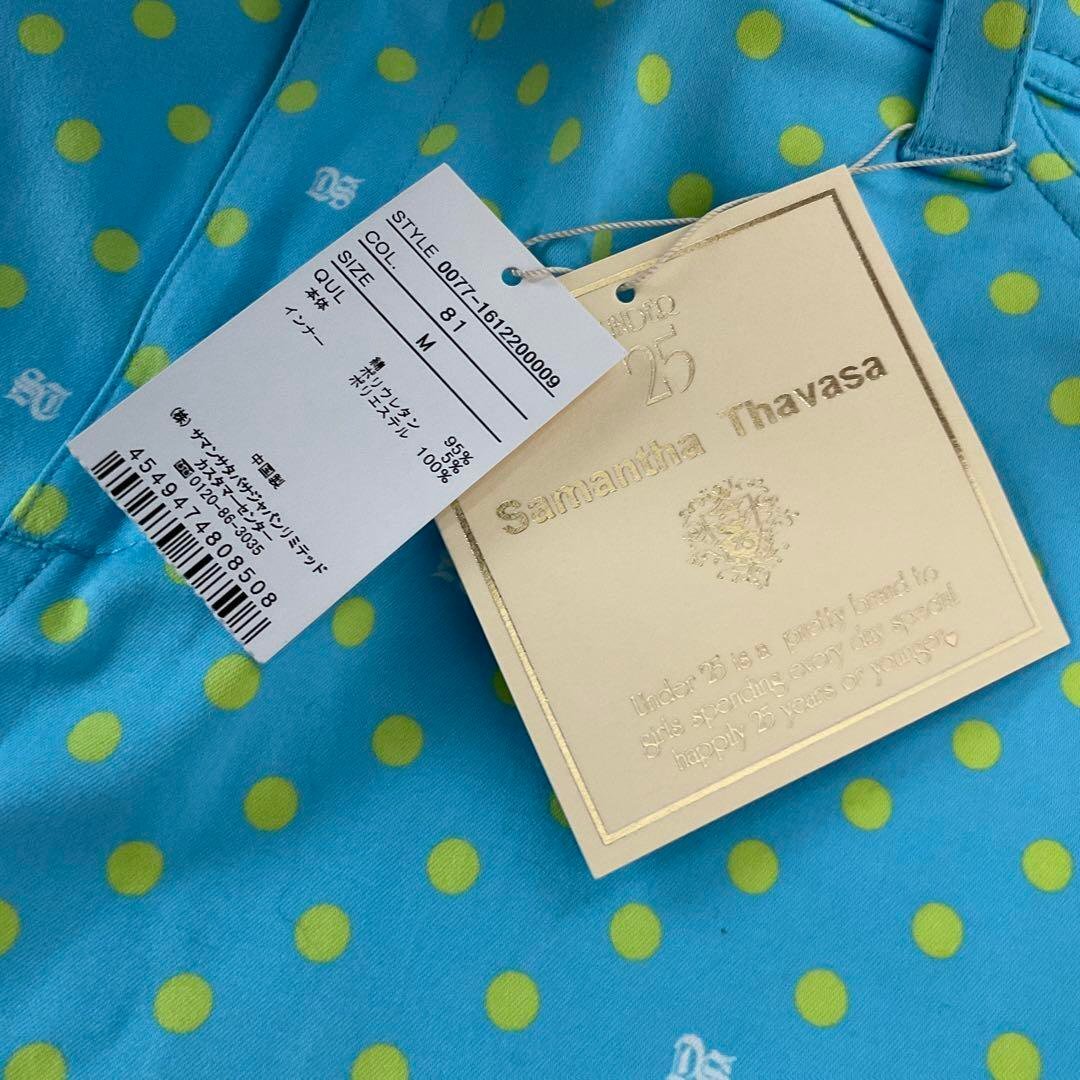 STYLE 0077-1612200009
COL. 81
SIZE M
QUL
本体 綿 95%
ポリウレタン 5%
インナー ポリエステル 100%
中国製
(株) サマンサタバサジャパンリミテッド
カスタマーセンター
0120-86-3035
4549474808508
UNDER
25
Samantha Thavasa
Under 25 is a pretty brand to
girls spending every day special
happily 25 years or younger♡